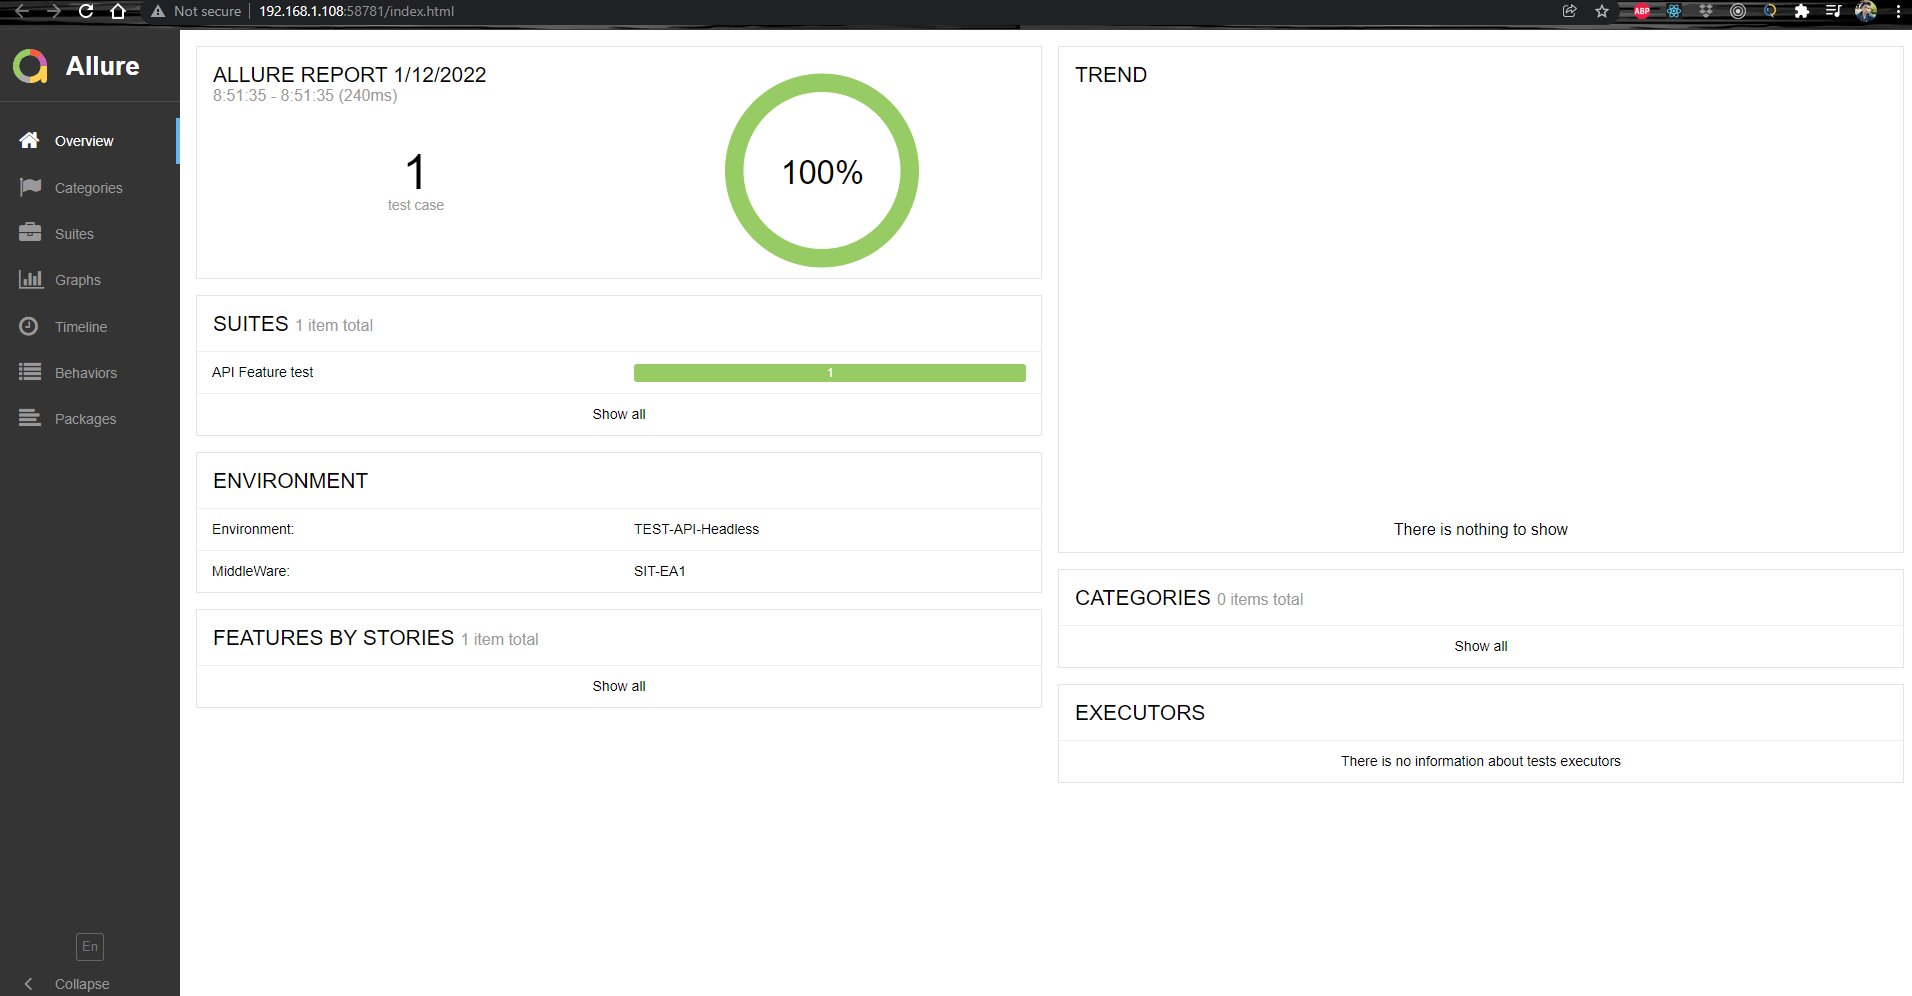 Not secure
192.168.1.108:58781/index.html
ABP
Allure
Overview
Categories
Suites
Graphs
Timeline
Behaviors
Packages
En
Collapse
ALLURE REPORT 1/12/2022
8:51:35 - 8:51:35 (240ms)
1
test case
100%
SUITES 1 item total
API Feature test 1
Show all
ENVIRONMENT
Environment: TEST-API-Headless
MiddleWare: SIT-EA1
FEATURES BY STORIES 1 item total
Show all
TREND
There is nothing to show
CATEGORIES 0 items total
Show all
EXECUTORS
There is no information about tests executors